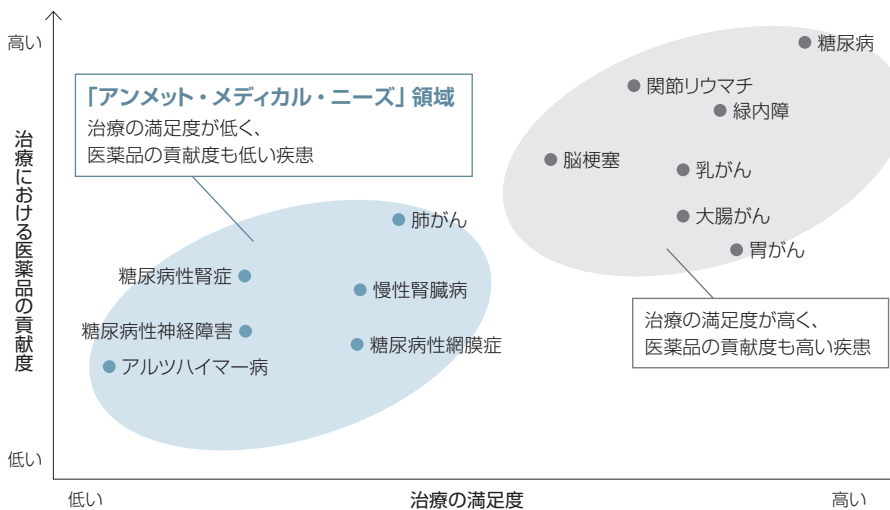 高い
治療における医薬品の貢献度
低い
「アンメット・メディカル・ニーズ」領域
治療の満足度が低く、
医薬品の貢献度も低い疾患
糖尿病
関節リウマチ
緑内障
脳梗塞
乳がん
大腸がん
胃がん
肺がん
糖尿病性腎症
慢性腎臓病
糖尿病性神経障害
糖尿病性網膜症
アルツハイマー病
治療の満足度が高く、
医薬品の貢献度も高い疾患
低い
治療の満足度
高い